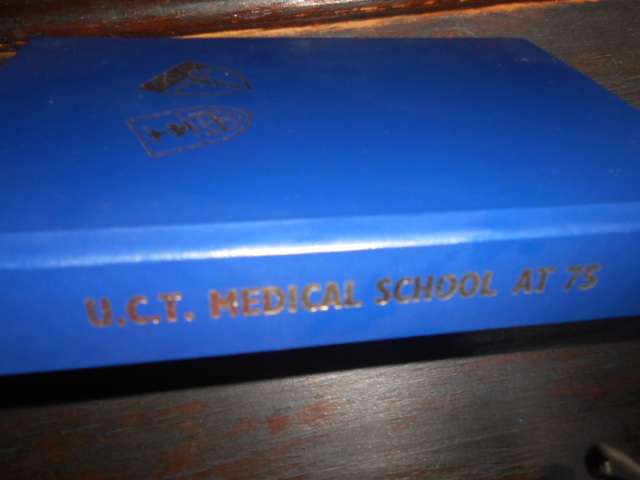 U.C.T. MEDICAL SCHOOL AT 75